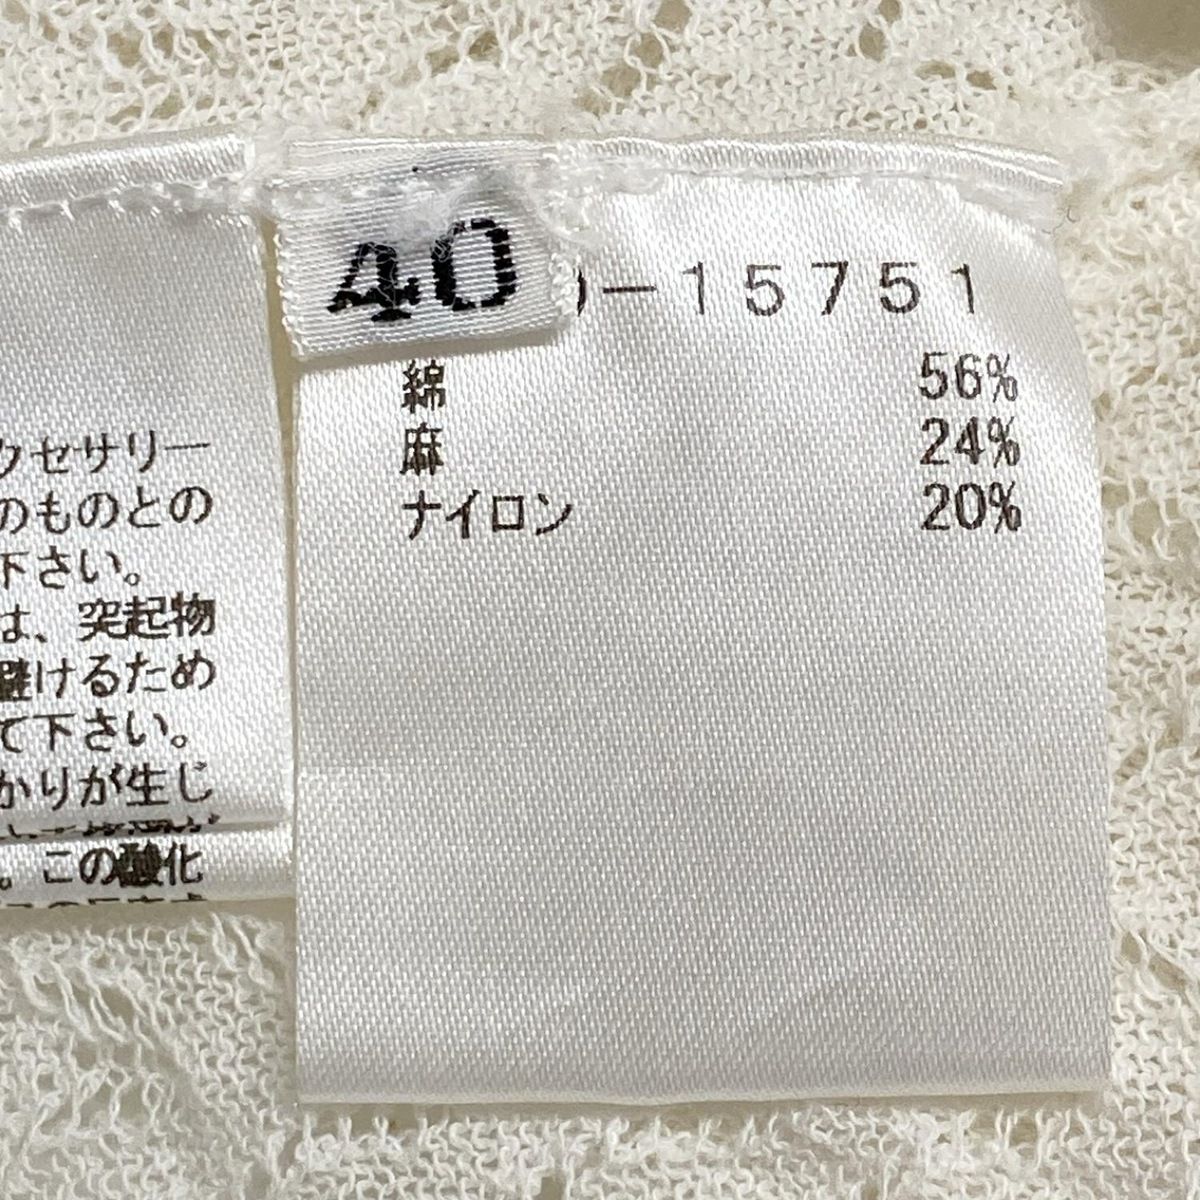 40
-15751
綿 56%
麻 24%
ナイロン 20%
クセサリー
のものとの
下さい。
は、突起物
避けるため
て下さい。
かりが生じ
。この酸化